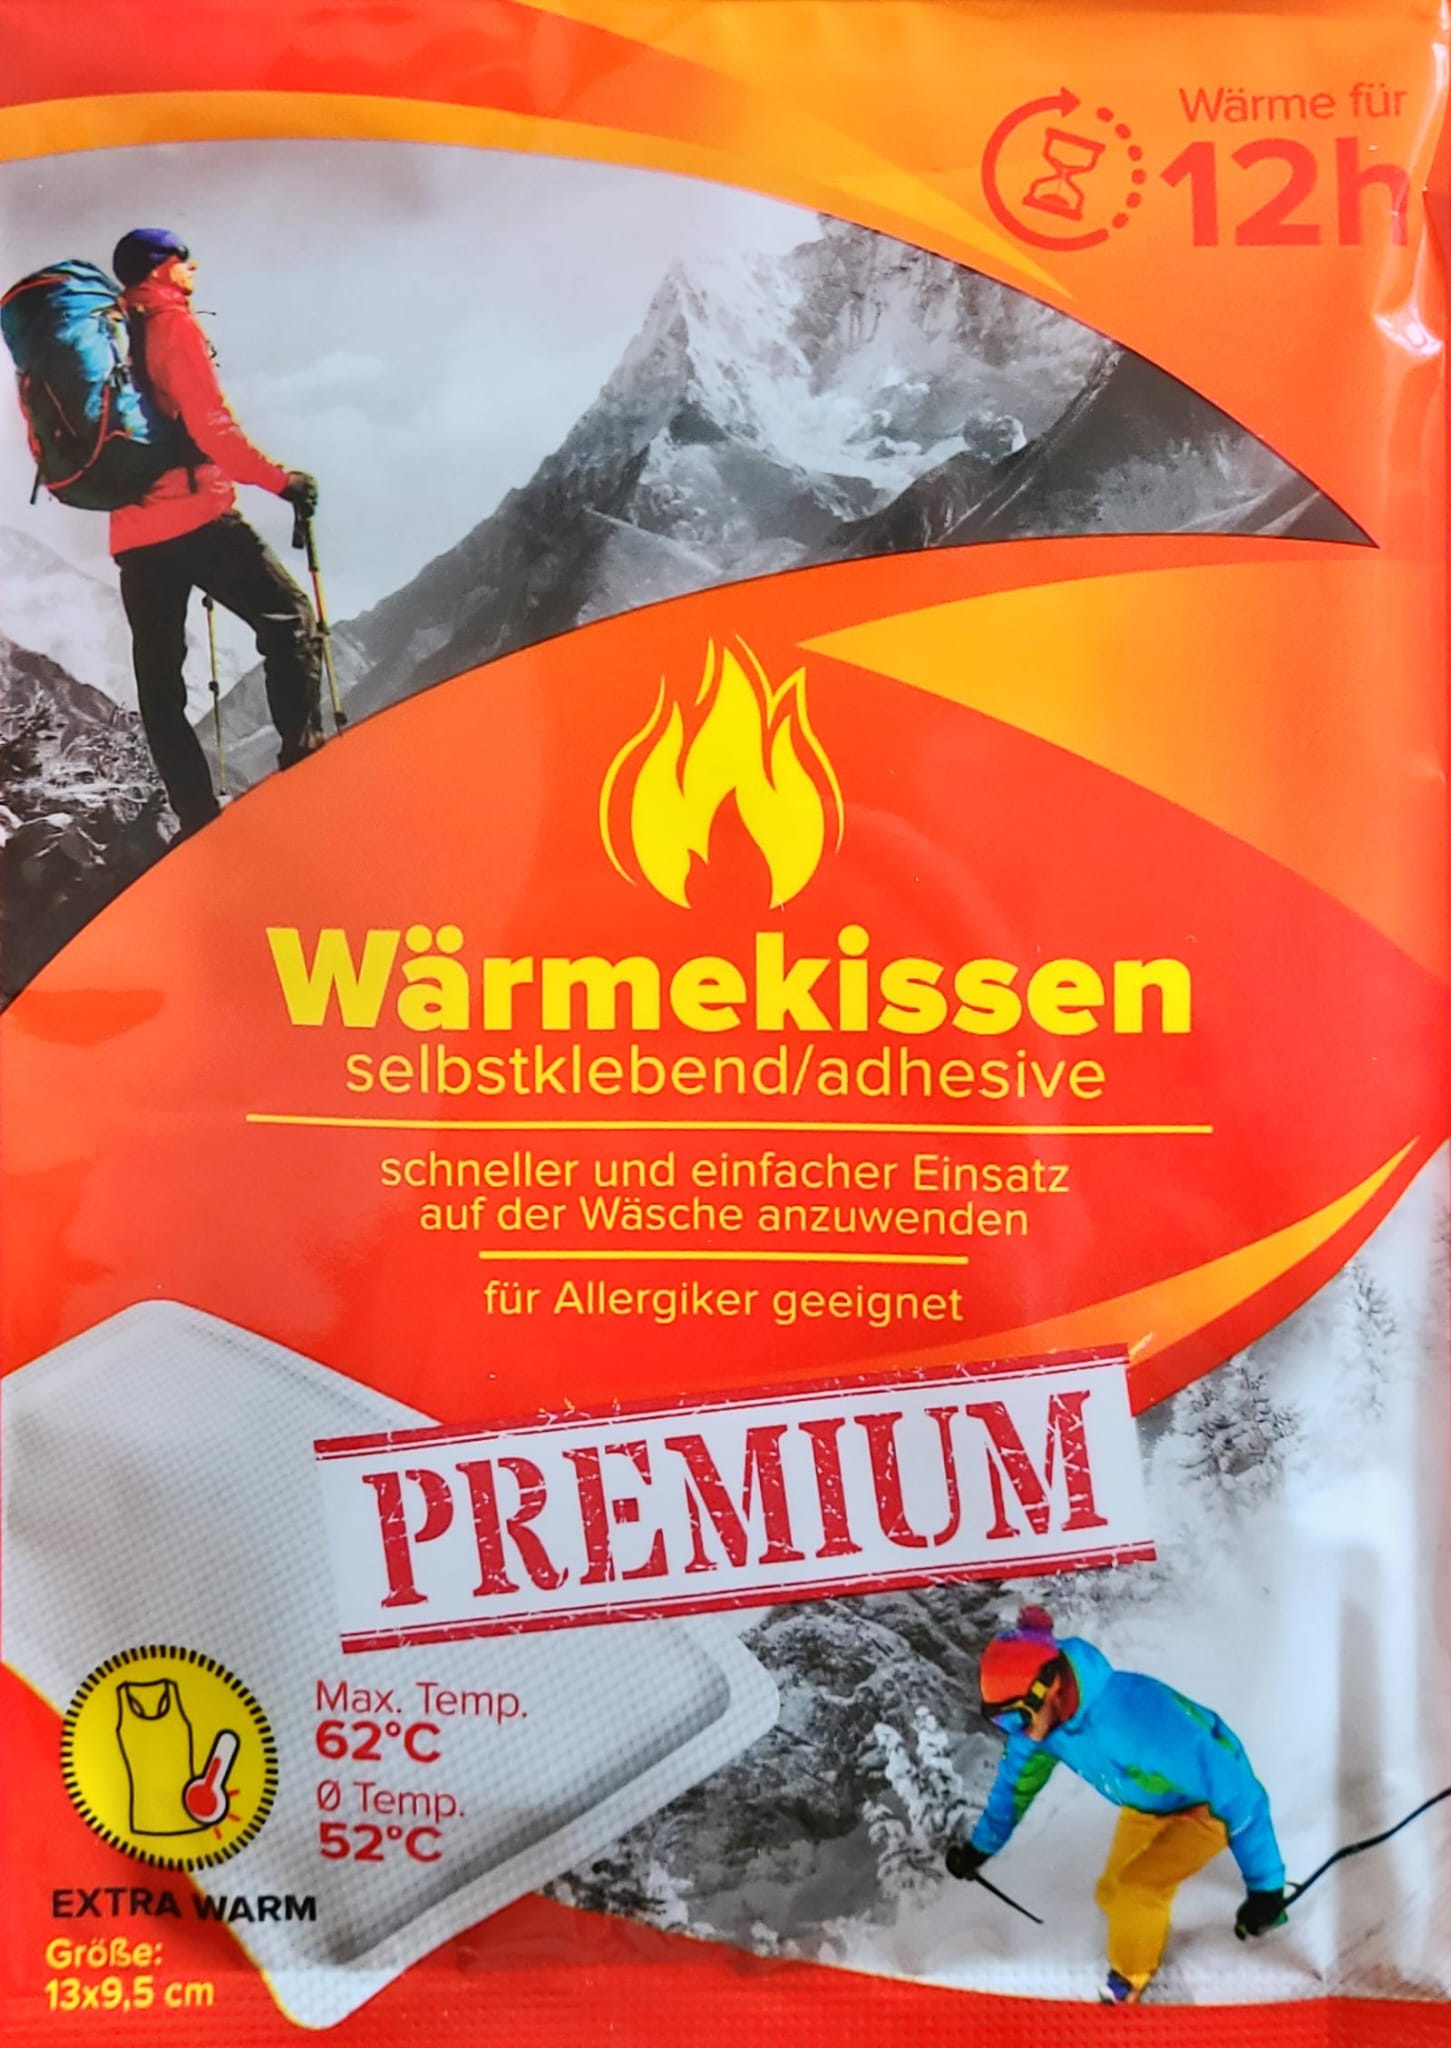 Wärme für
12h
Wärmekissen
selbstklebend/adhesive
schneller und einfacher Einsatz
auf der Wäsche anzuwenden
für Allergiker geeignet
PREMIUM
Max. Temp.
62°C
Ø Temp.
52°C
EXTRA WARM
Größe:
13x9,5 cm